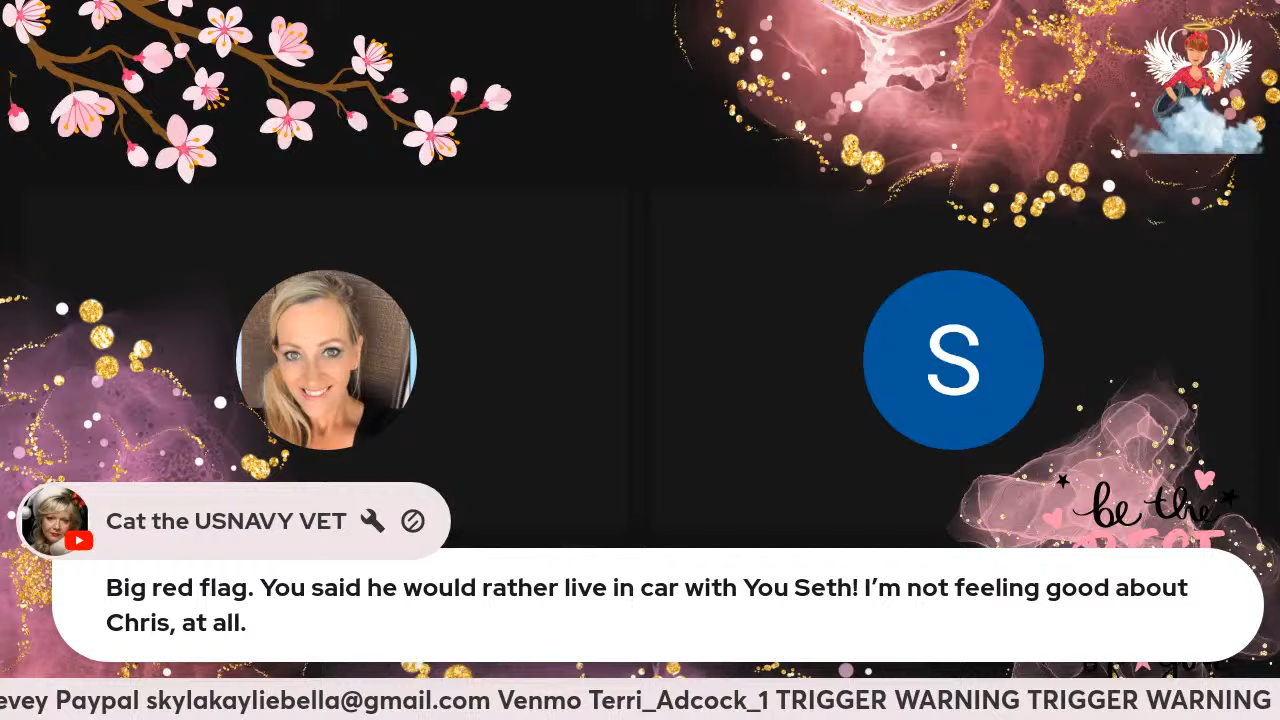 S
be the
Cat the USNAVY VET
Big red flag. You said he would rather live in car with You Seth! I’m not feeling good about
Chris, at all.
evey Paypal skylakayliebella@gmail.com Venmo Terri_Adcock_1 TRIGGER WARNING TRIGGER WARNING